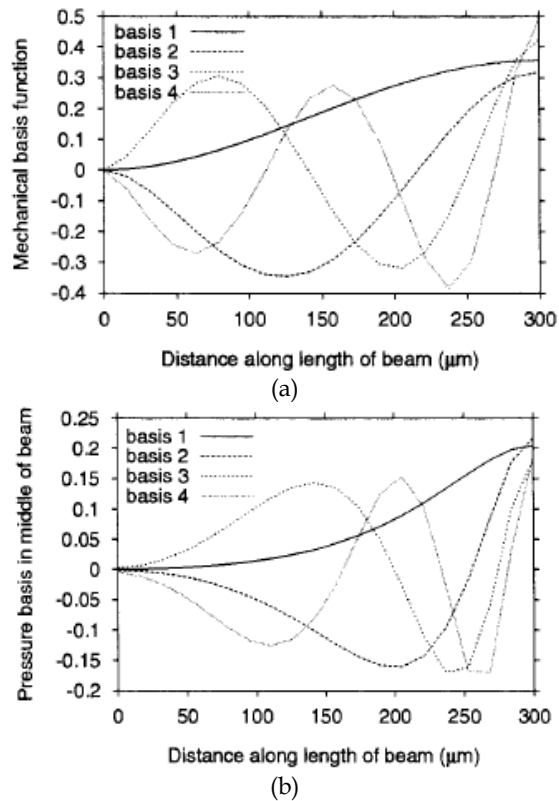 0.5
0.4
0.3
0.2
0.1
0
-0.1
-0.2
-0.3
-0.4
Mechanical basis function
basis 1
basis 2
basis 3
basis 4
0 50 100 150 200 250 300
Distance along length of beam (μm)
(a)
0.25
0.2
0.15
0.1
0.05
0
-0.05
-0.1
-0.15
-0.2
Pressure basis in middle of beam
basis 1
basis 2
basis 3
basis 4
0 50 100 150 200 250 300
Distance along length of beam (μm)
(b)